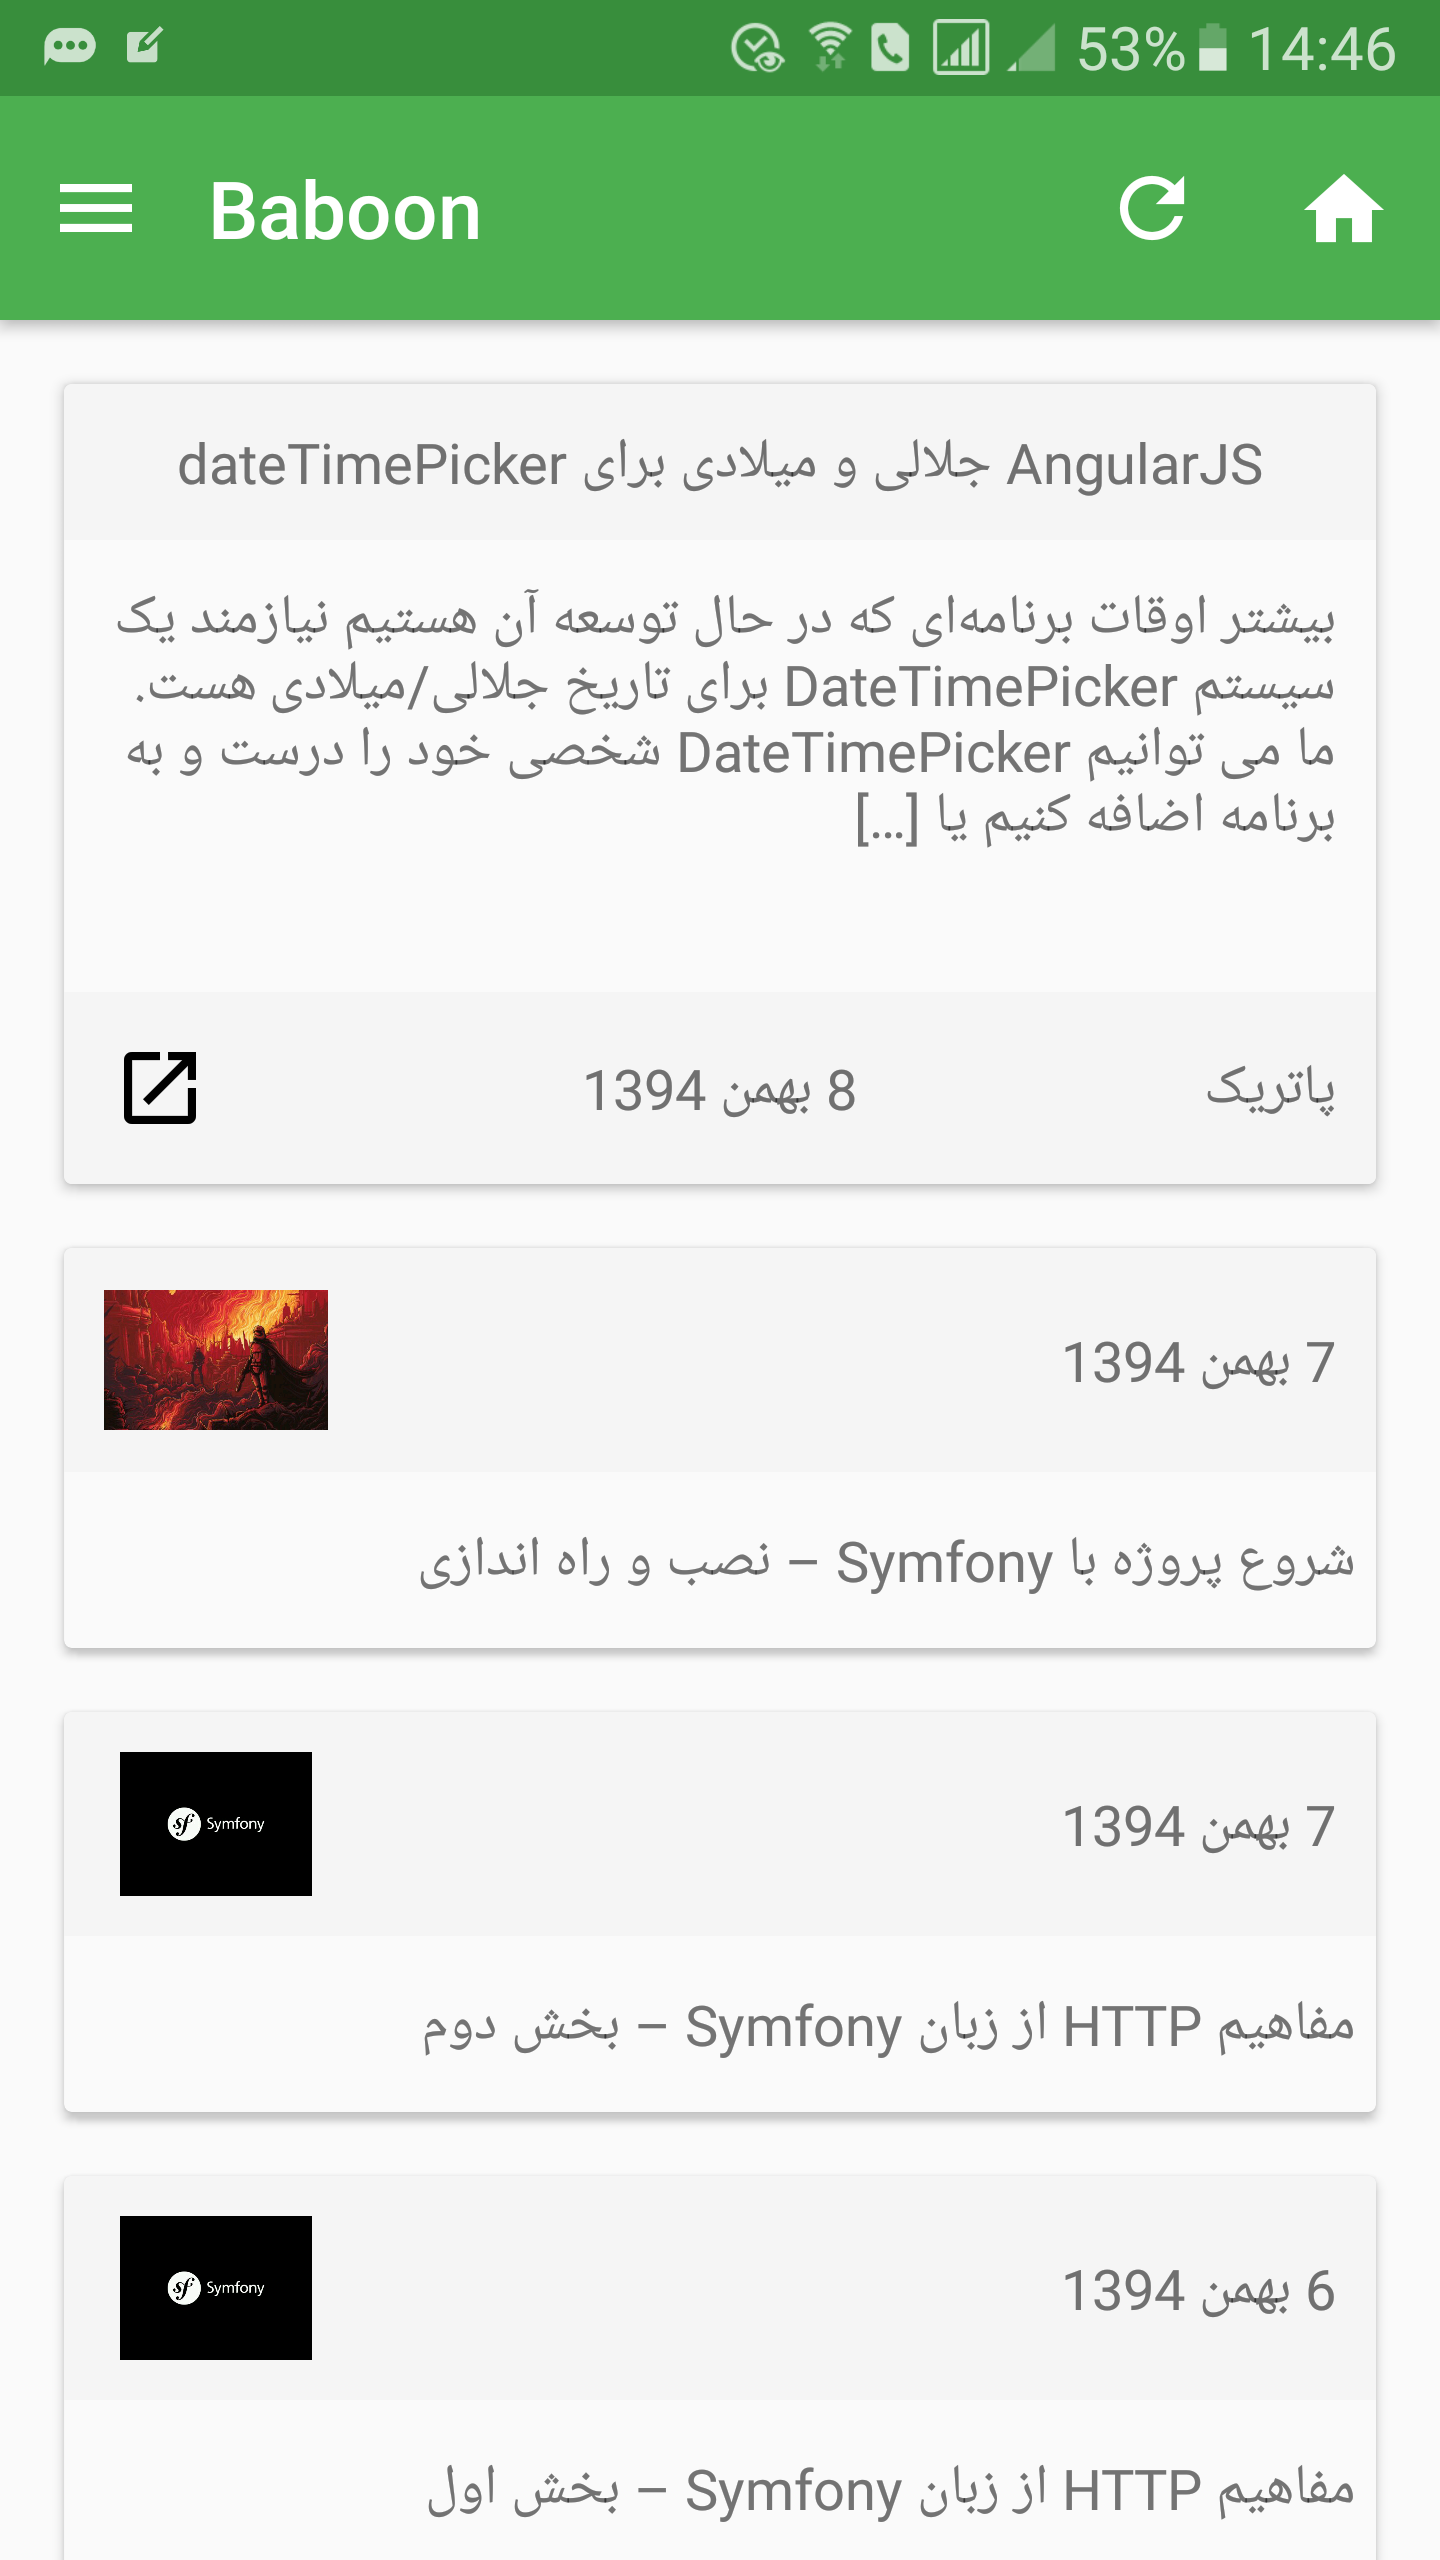 53% 14:46
Baboon
dateTimePicker جلالی و میلادی برای AngularJS
بیشتر اوقات برنامه‌ای که در حال توسعه آن هستیم نیازمند یک
سیستم DateTimePicker برای تاریخ جلالی/میلادی هست.
ما می توانیم DateTimePicker شخصی خود را درست و به
برنامه اضافه کنیم یا […]
پاتریک
8 بهمن 1394
7 بهمن 1394
شروع پروژه با Symfony – نصب و راه اندازی
7 بهمن 1394
sf Symfony
مفاهیم HTTP از زبان Symfony – بخش دوم
6 بهمن 1394
sf Symfony
مفاهیم HTTP از زبان Symfony – بخش اول